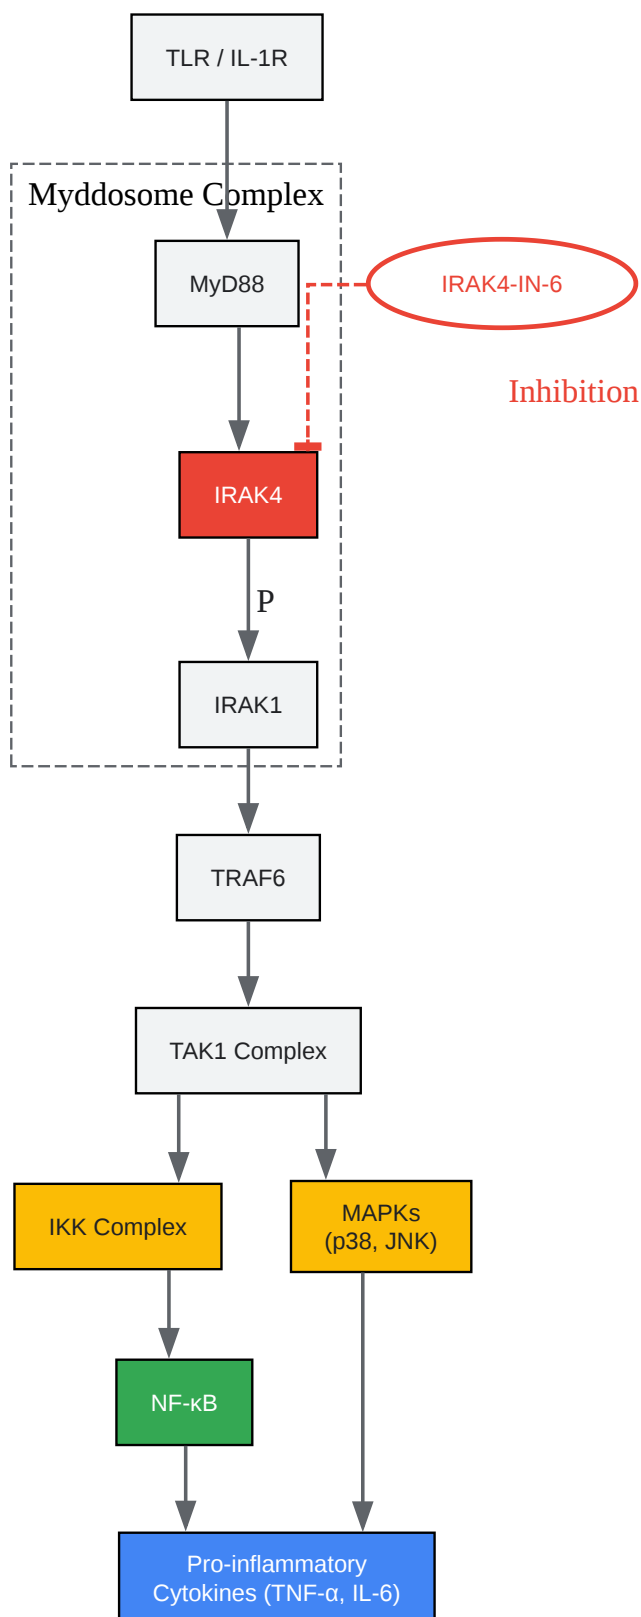 TLR / IL-1R
Myddosome Complex
MyD88
IRAK4-IN-6
Inhibition
IRAK4
P
IRAK1
TRAF6
TAK1 Complex
IKK Complex
MAPKs
(p38, JNK)
NF-κB
Pro-inflammatory
Cytokines (TNF-α, IL-6)